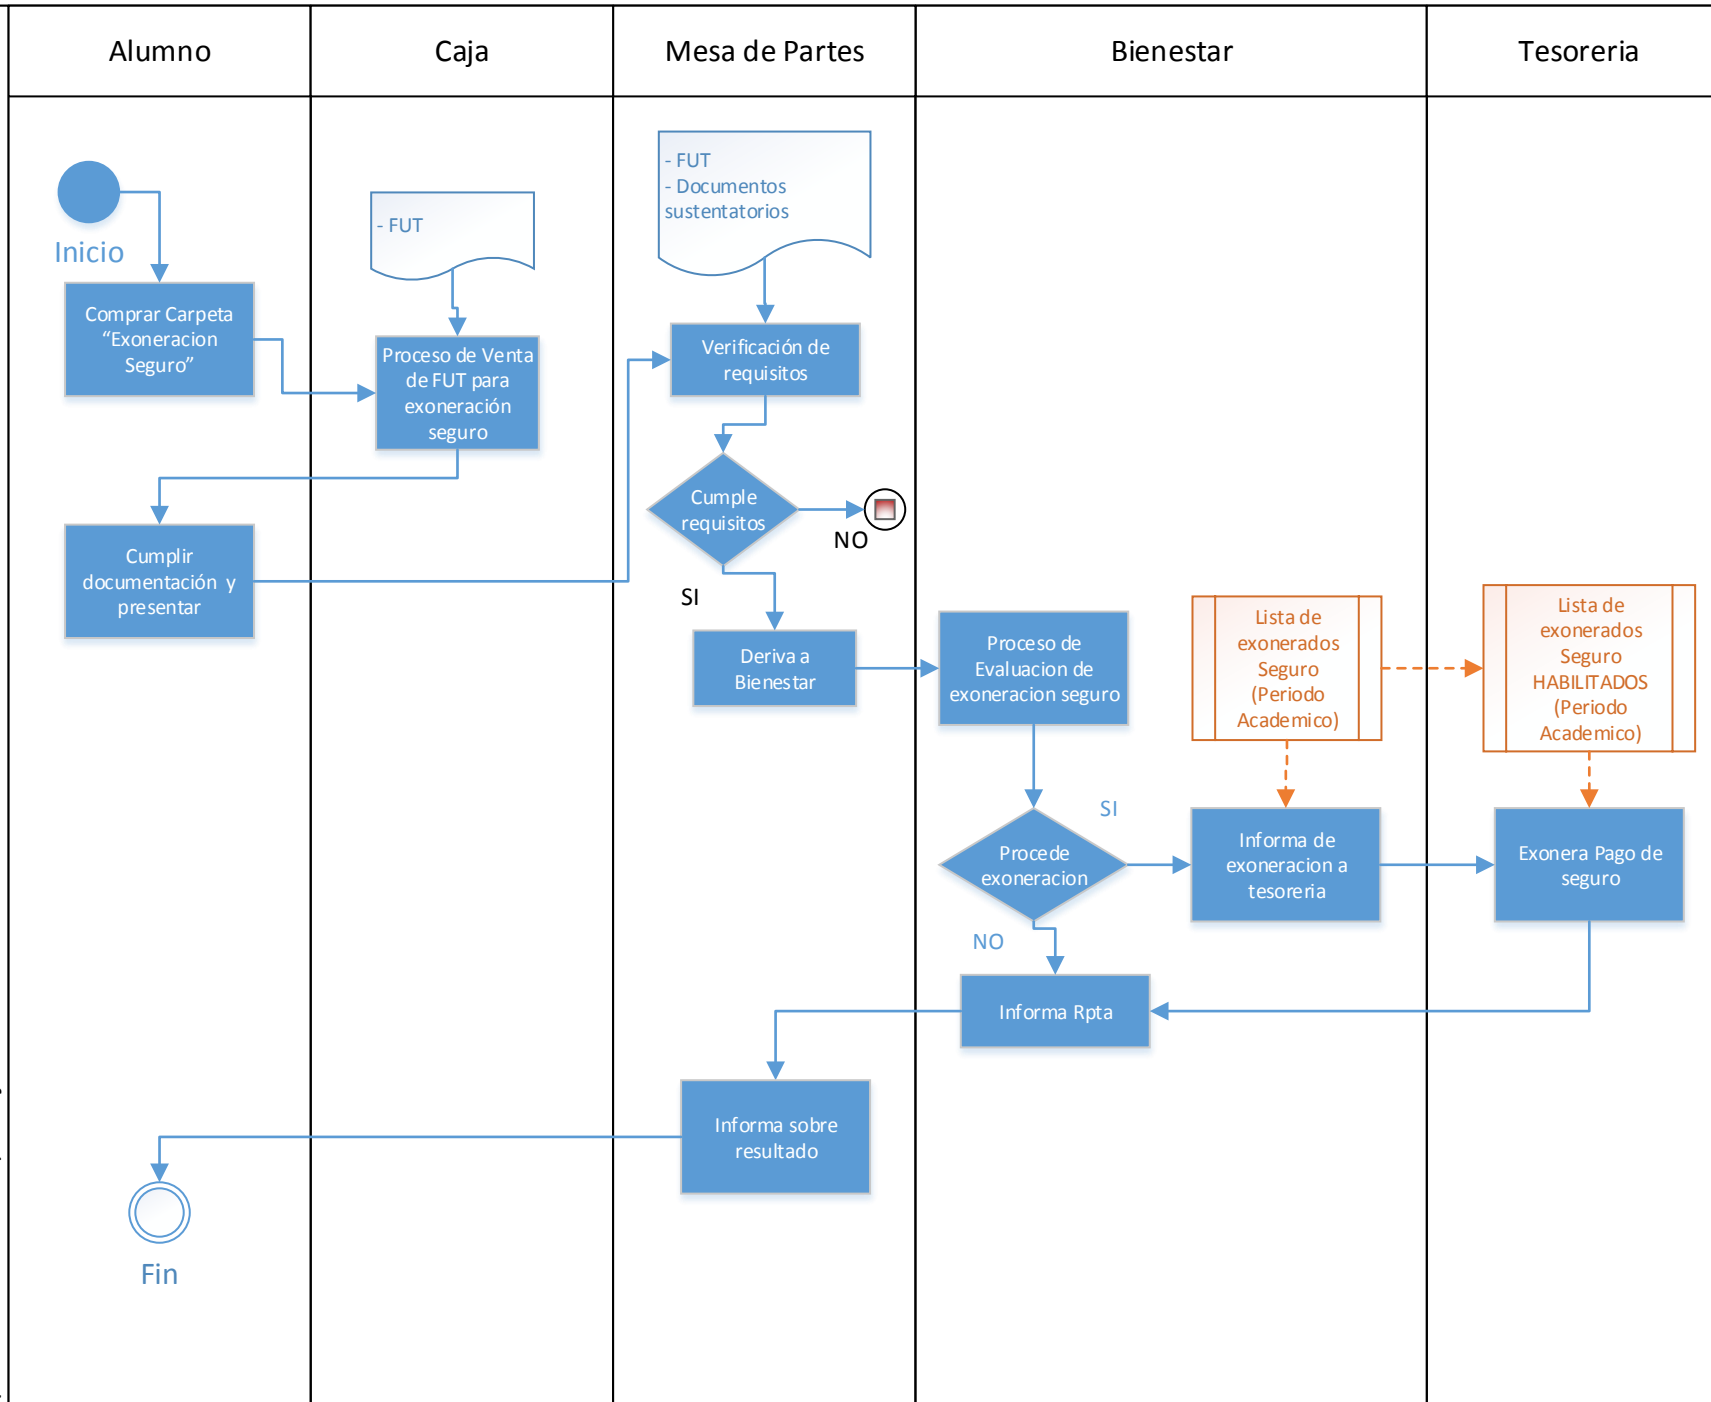 Alumno
Caja
Mesa de Partes
Bienestar
Tesoreria
Inicio
Comprar Carpeta
“Exoneracion
Seguro”
- FUT
Proceso de Venta
de FUT para
exoneración
seguro
Cumplir
documentación y
presentar
- FUT
- Documentos
sustentatorios
Verificación de
requisitos
Cumple
requisitos
NO
SI
Deriva a
Bienestar
Proceso de
Evaluacion de
exoneracion seguro
Lista de
exonerados
Seguro
(Periodo
Academico)
Lista de
exonerados
Seguro
HABILITADOS
(Periodo
Academico)
Procede
exoneracion
SI
Informa de
exoneracion a
tesoreria
Exonera Pago de
seguro
NO
Informa Rpta
Informa sobre
resultado
Fin